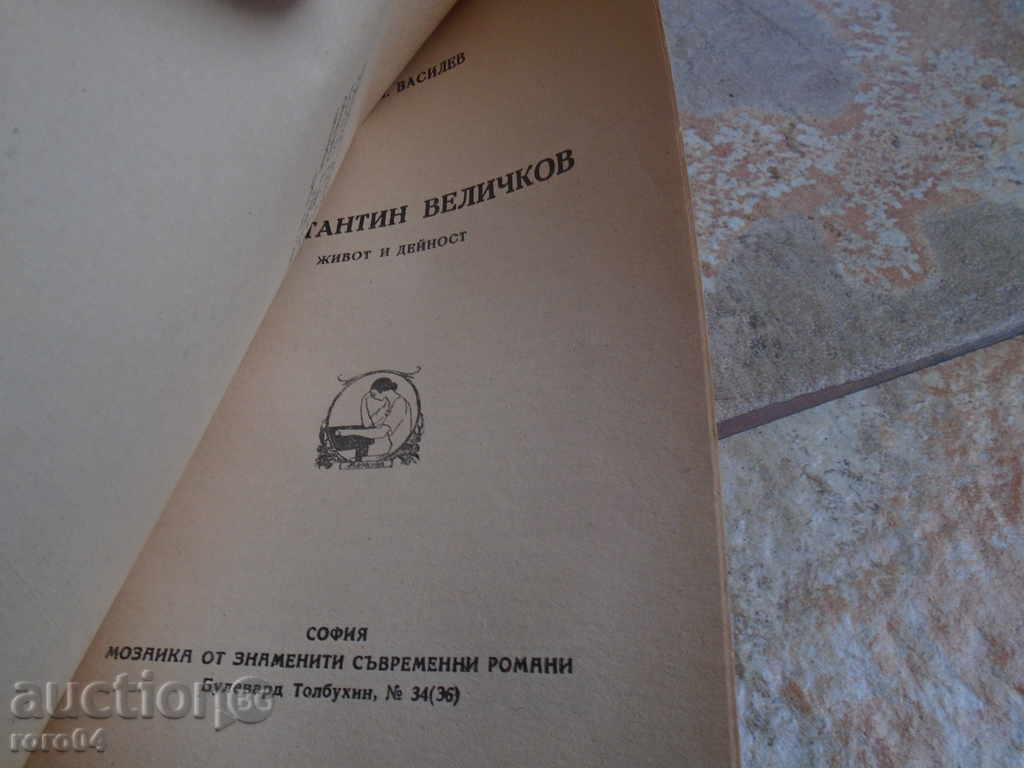 ВАСИЛЕВ
ТАНТИН ВЕЛИЧКОВ
ЖИВОТ И ДЕЙНОСТ
СОФИЯ
МОЗАИКА ОТ ЗНАМЕНИТИ СЪВРЕМЕННИ РОМАНИ
Булевард Толбухин, № 34(36)
auction BG
roro04